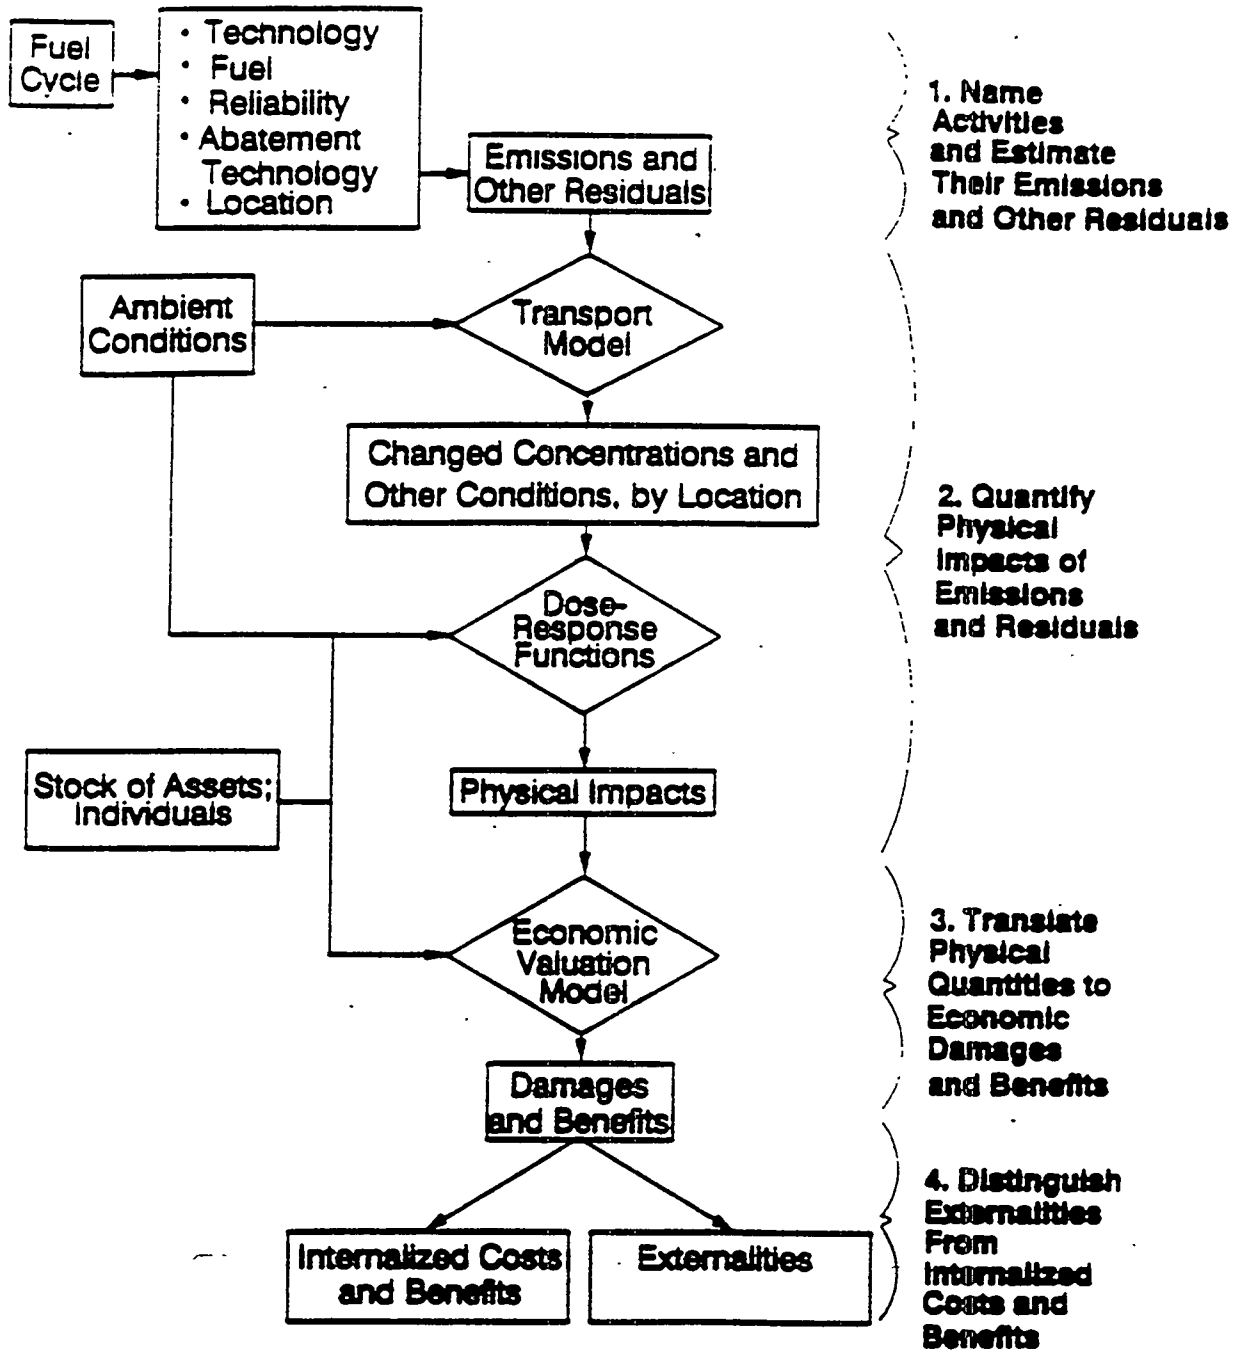 Fuel
Cycle
• Technology
• Fuel
• Reliability
• Abatement
Technology
• Location
Emissions and
Other Residuals
1. Name
Activities
and Estimate
Their Emissions
and Other Residuals
Ambient
Conditions
Transport
Model
Changed Concentrations and
Other Conditions, by Location
2. Quantify
Physical
Impacts of
Emissions
and Residuals
Dose-
Response
Functions
Stock of Assets;
Individuals
Physical Impacts
Economic
Valuation
Model
3. Translate
Physical
Quantities to
Economic
Damages
and Benefits
Damages
and Benefits
4. Distinguish
Externalities
From
Internalized
Costs and
Benefits
Internalized Costs
and Benefits
Externalities